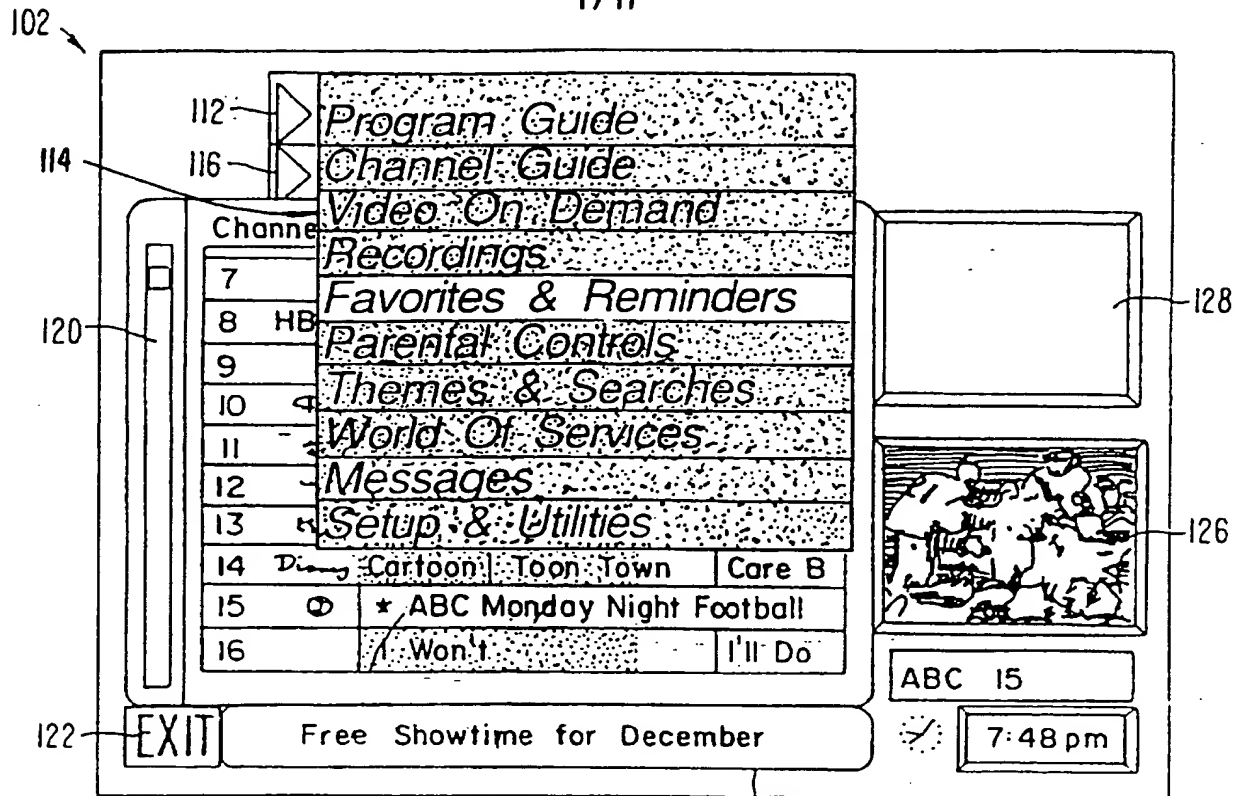 102
112
Program Guide
116
Channel Guide
114
Video On Demand
Channe
Recordings
7
Favorites & Reminders
128
120
8 HB
Parental Controls
9
Themes & Searches
10
World Of Services
11
Messages
12
Setup & Utilities
13
126
14 Disney Cartoon Toon Town Care B
15 ★ ABC Monday Night Football
16 I Won't I'll Do
ABC 15
122
EXIT
Free Showtime for December
7:48 pm